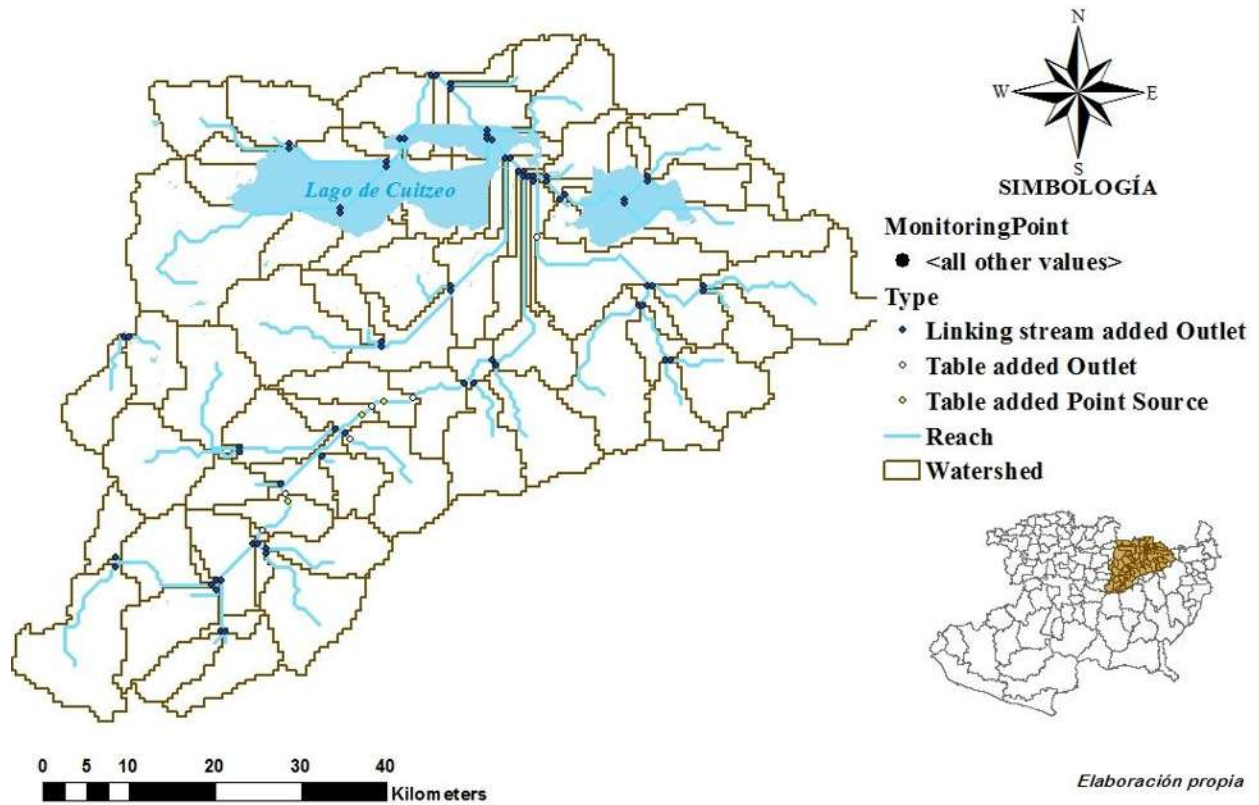 N
W
E
S
SIMBOLOGÍA
MonitoringPoint
<all other values>
Type
Linking stream added Outlet
Table added Outlet
Table added Point Source
Reach
Watershed
Lago de Cuitzeo
0 5 10 20 30 40
Kilometers
Elaboración propia